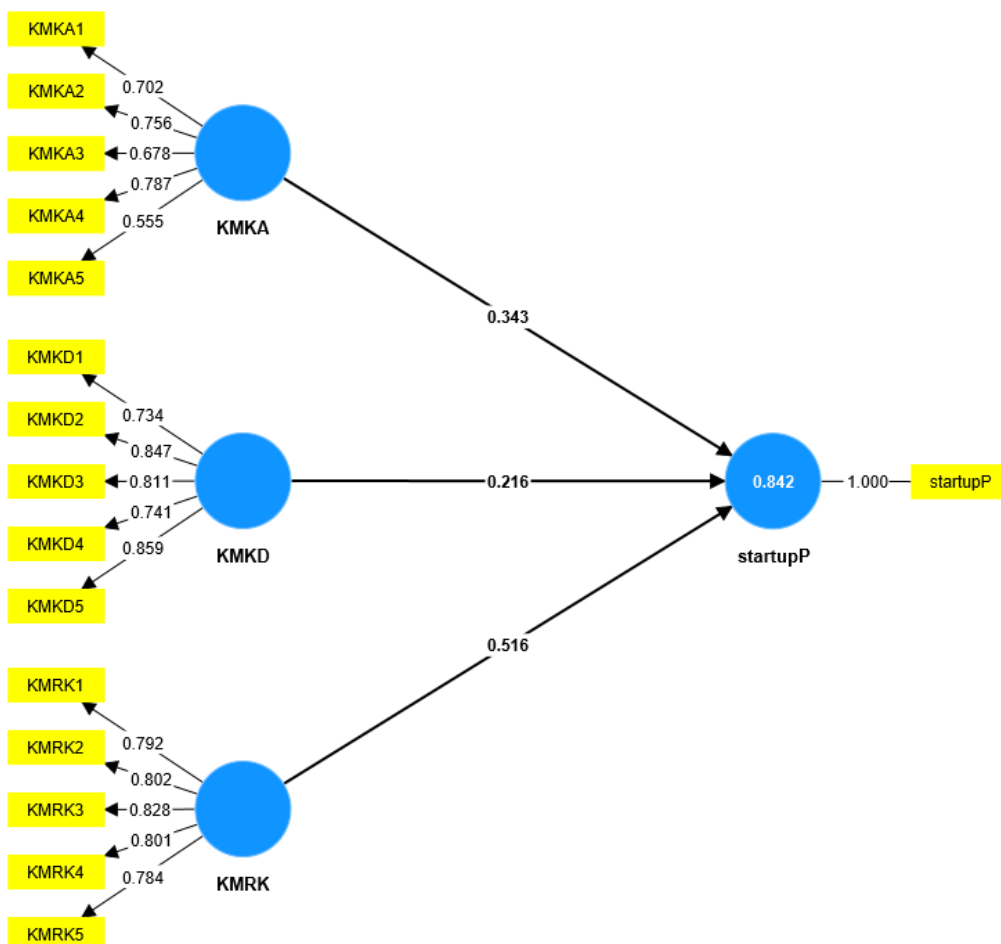 KMKA1
0.702
KMKA2
0.756
KMKA3
0.678
KMKA4
0.787
KMKA5
0.555
KMKA
0.343
KMKD1
0.734
KMKD2
0.847
KMKD3
0.811
KMKD4
0.741
KMKD5
0.859
KMKD
0.216
0.842
startupP
1.000
startupP
KMRK1
0.792
KMRK2
0.802
KMRK3
0.828
KMRK4
0.801
KMRK5
0.784
KMRK
0.516